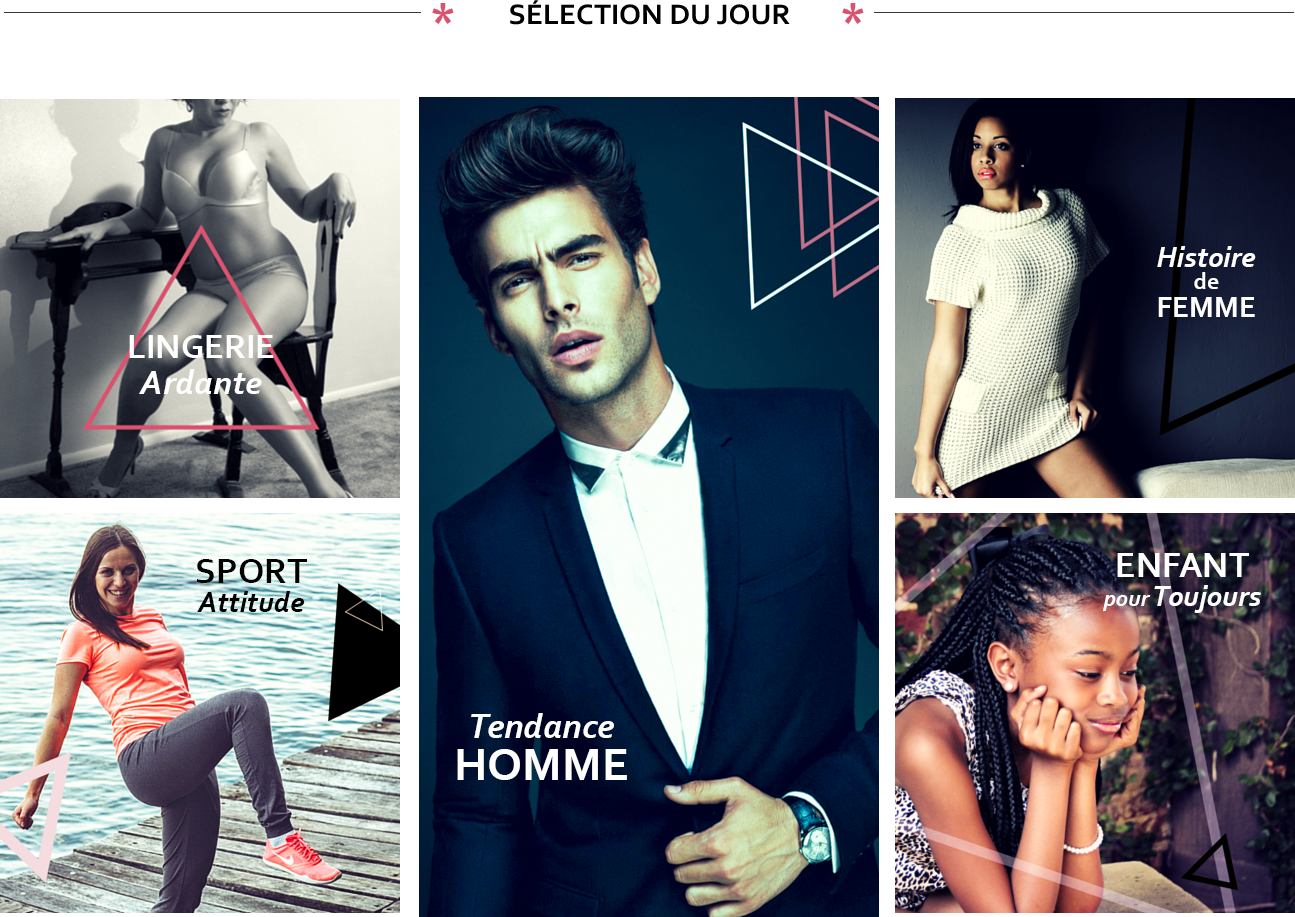 * SÉLECTION DU JOUR *
LINGERIE
Ardante
Tendance
HOMME
Histoire
de
FEMME
SPORT
Attitude
ENFANT
pour Toujours